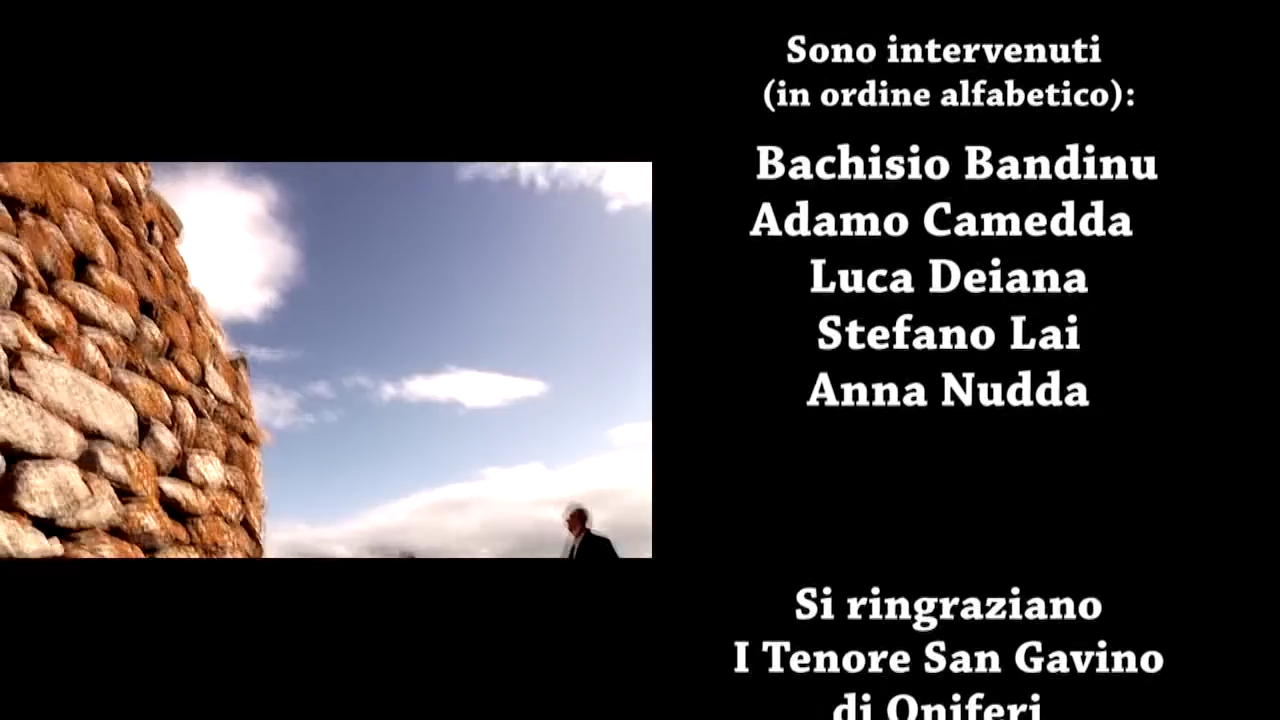 Sono intervenuti
(in ordine alfabetico):
Bachisio Bandinu
Adamo Camedda
Luca Deiana
Stefano Lai
Anna Nudda
Si ringraziano
I Tenore San Gavino
di Oniferi